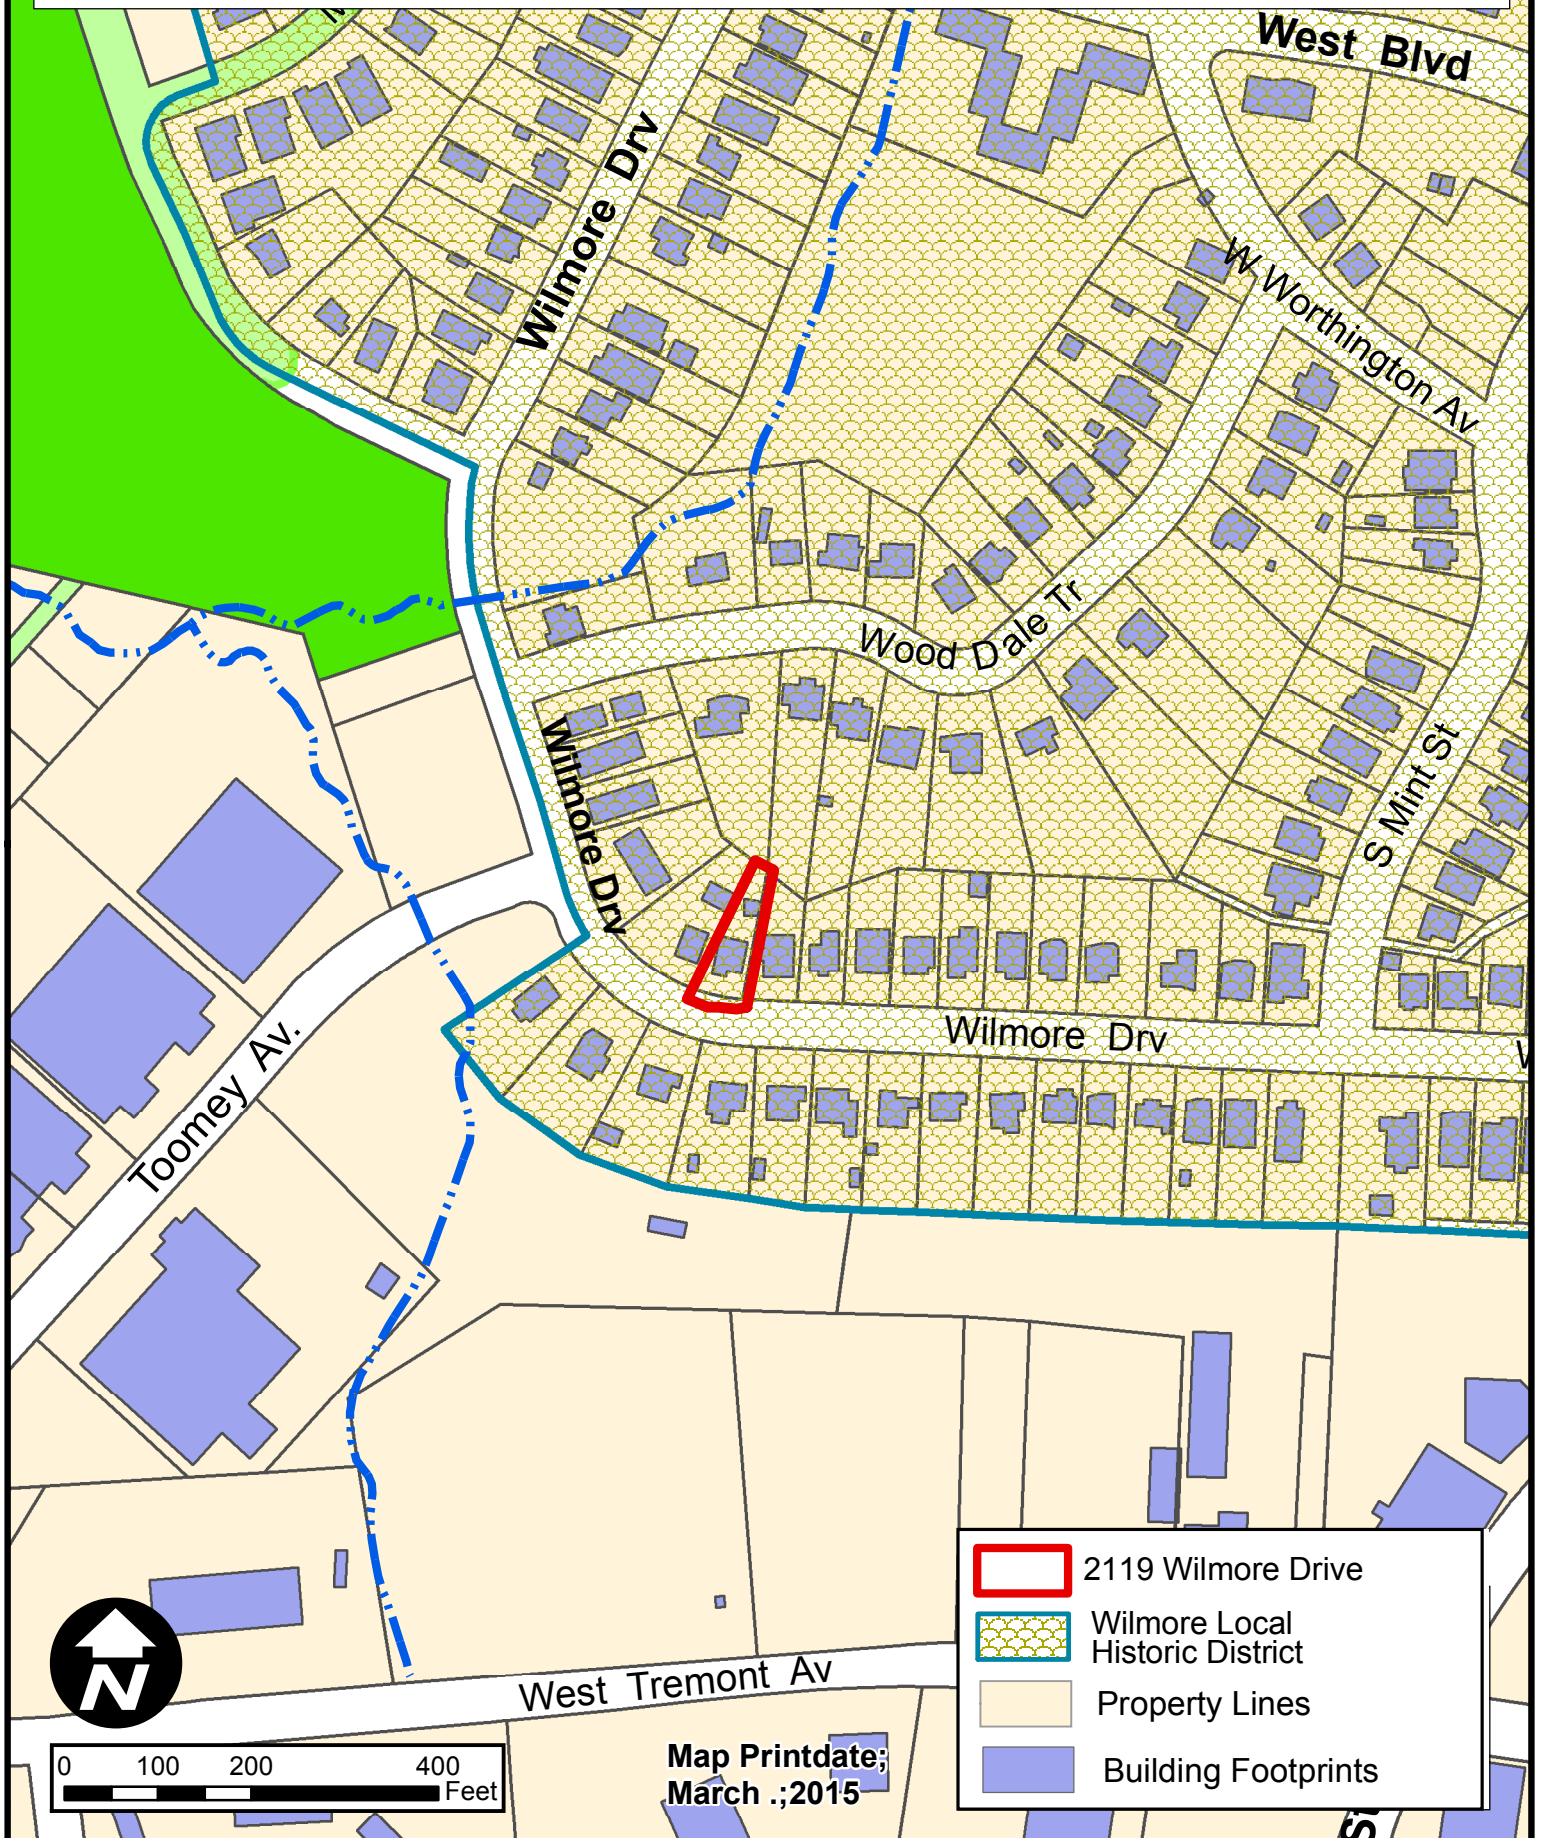 West Blvd
Wilmore Drv
W Worthington Av
Wood Dale Tr
Wilmore Drv
S Mint St
Wilmore Drv
Toomey Av.
2119 Wilmore Drive
Wilmore Local
Historic District
Property Lines
Building Footprints
N
West Tremont Av
0 100 200 400
Feet
Map Printdate;
March .;2015